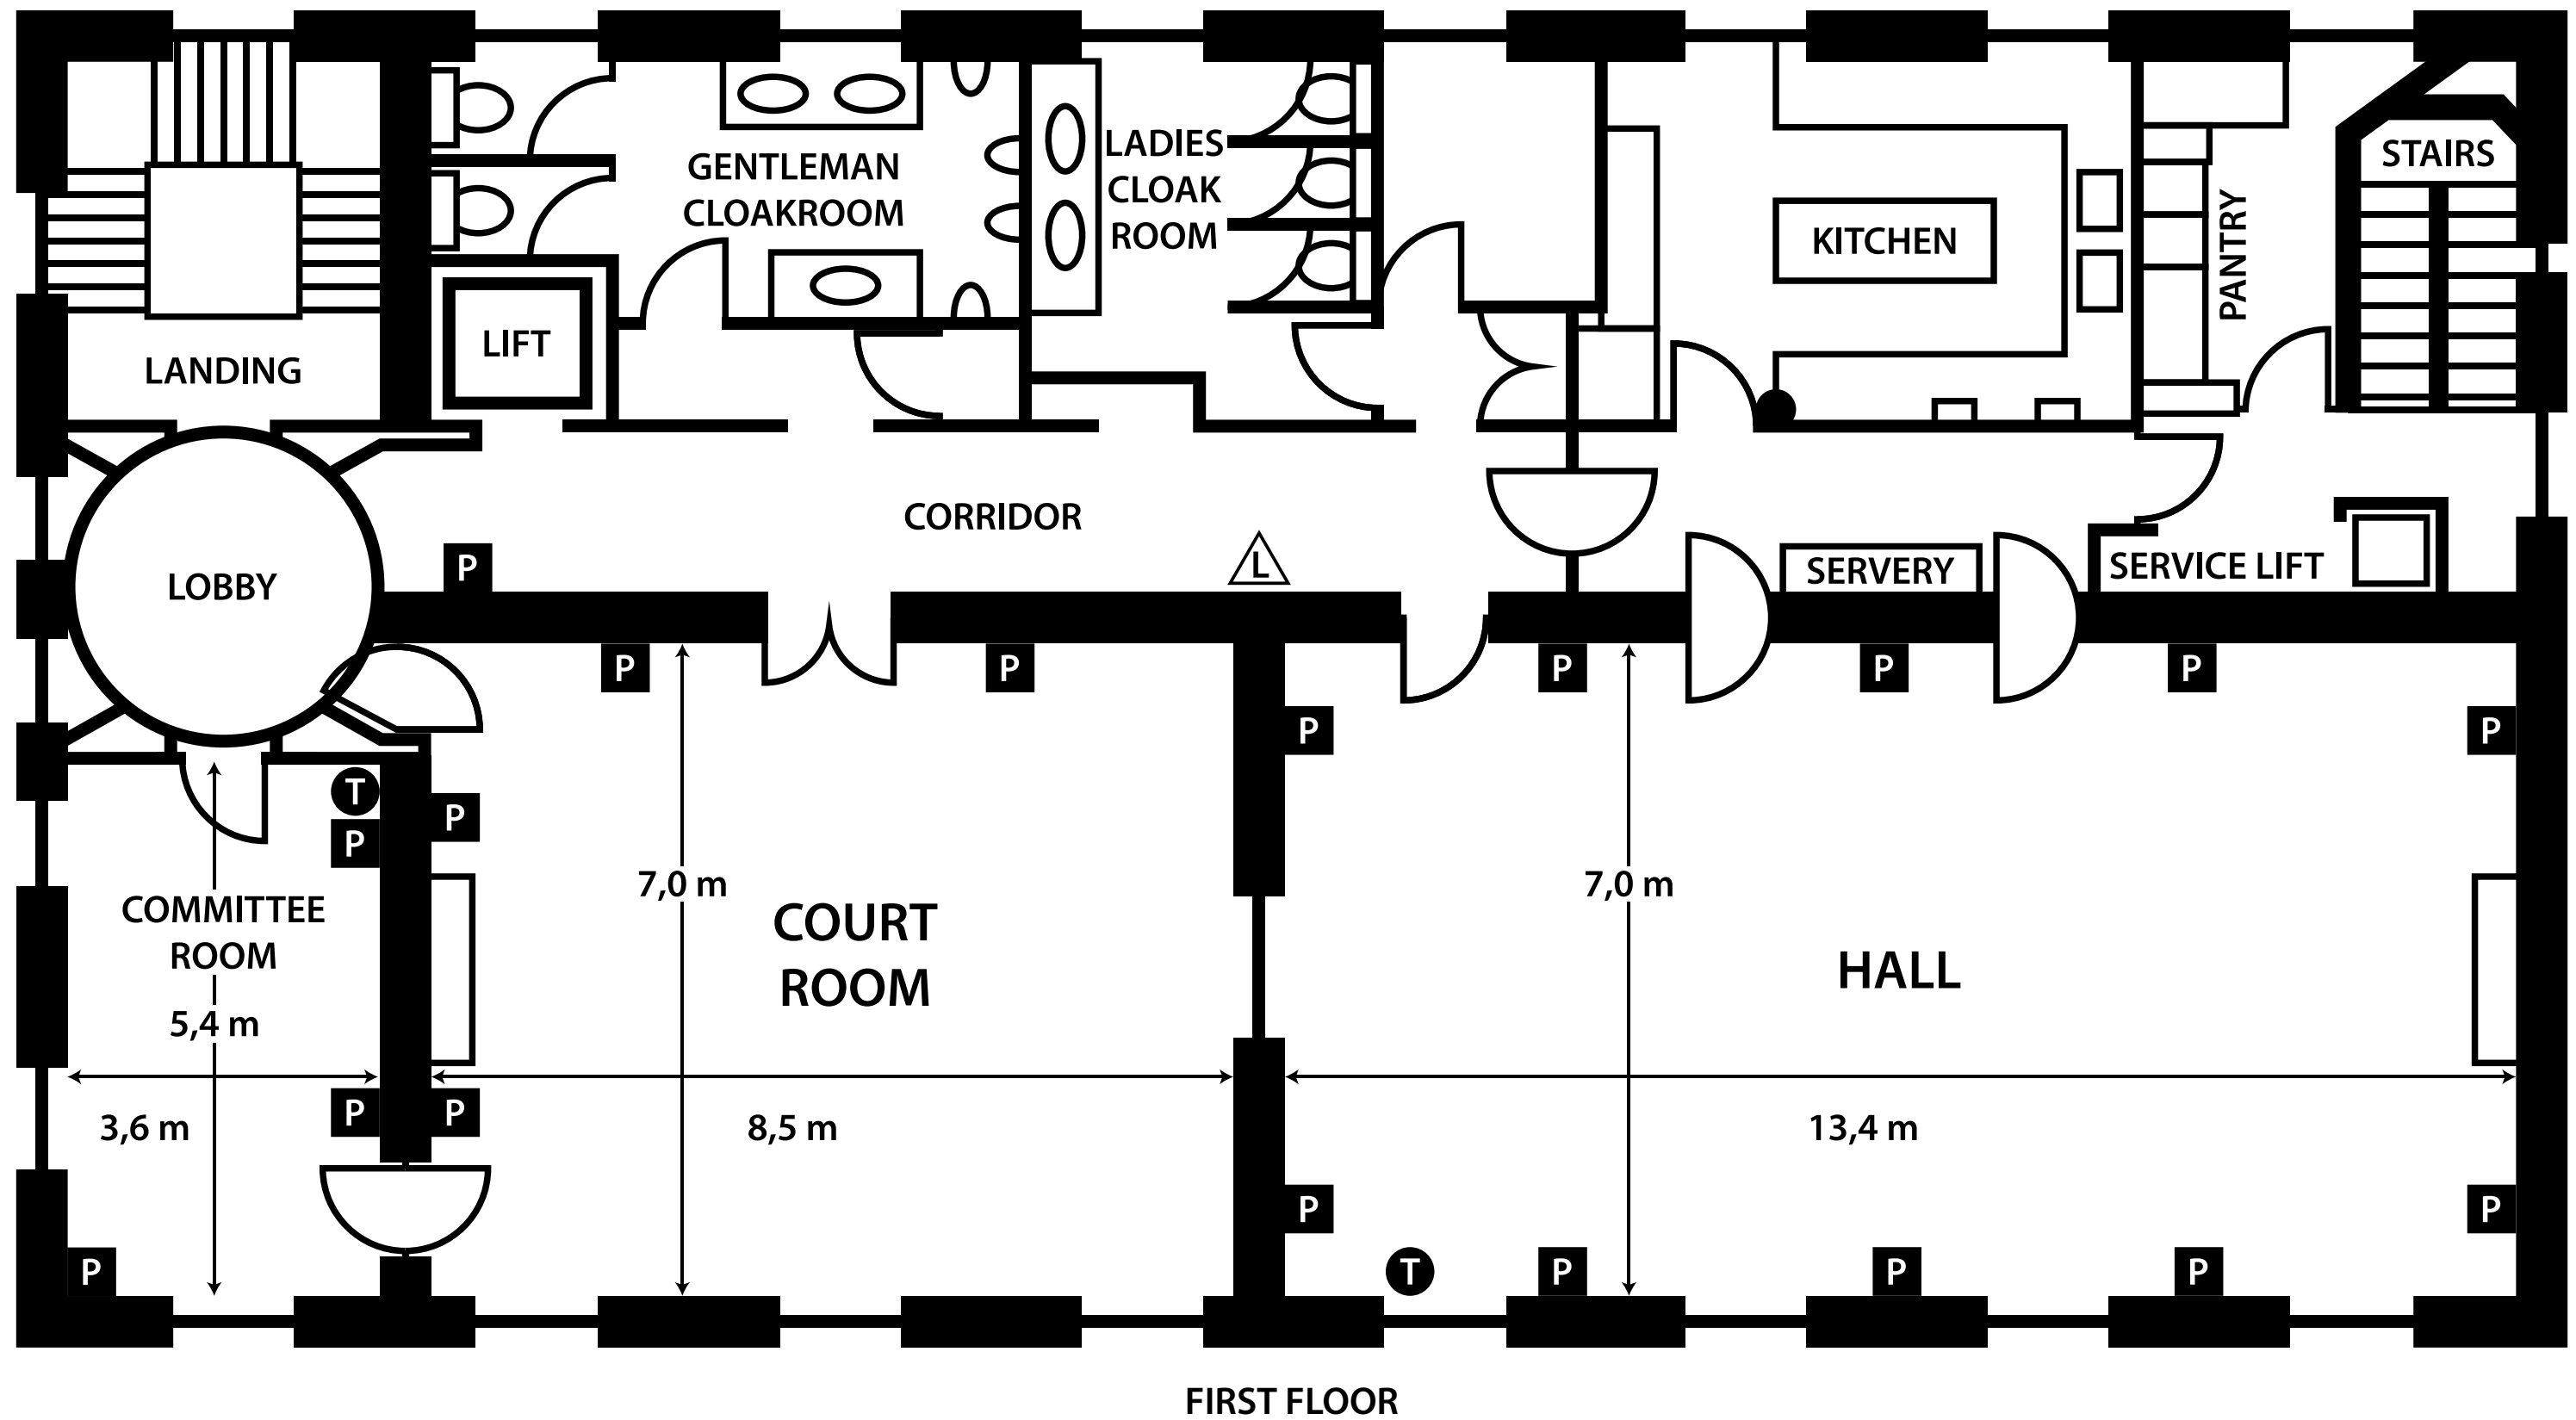 STAIRS
GENTLEMAN
CLOAKROOM
LADIES
CLOAK
ROOM
KITCHEN
PANTRY
LIFT
LANDING
CORRIDOR
L
LOBBY
P
SERVERY
SERVICE LIFT
P
P
P
P
P
P
P
T
P
P
7,0 m
7,0 m
COMMITTEE
ROOM
5,4 m
COURT
ROOM
HALL
P
P
3,6 m
8,5 m
13,4 m
P
P
P
T
P
P
P
FIRST FLOOR